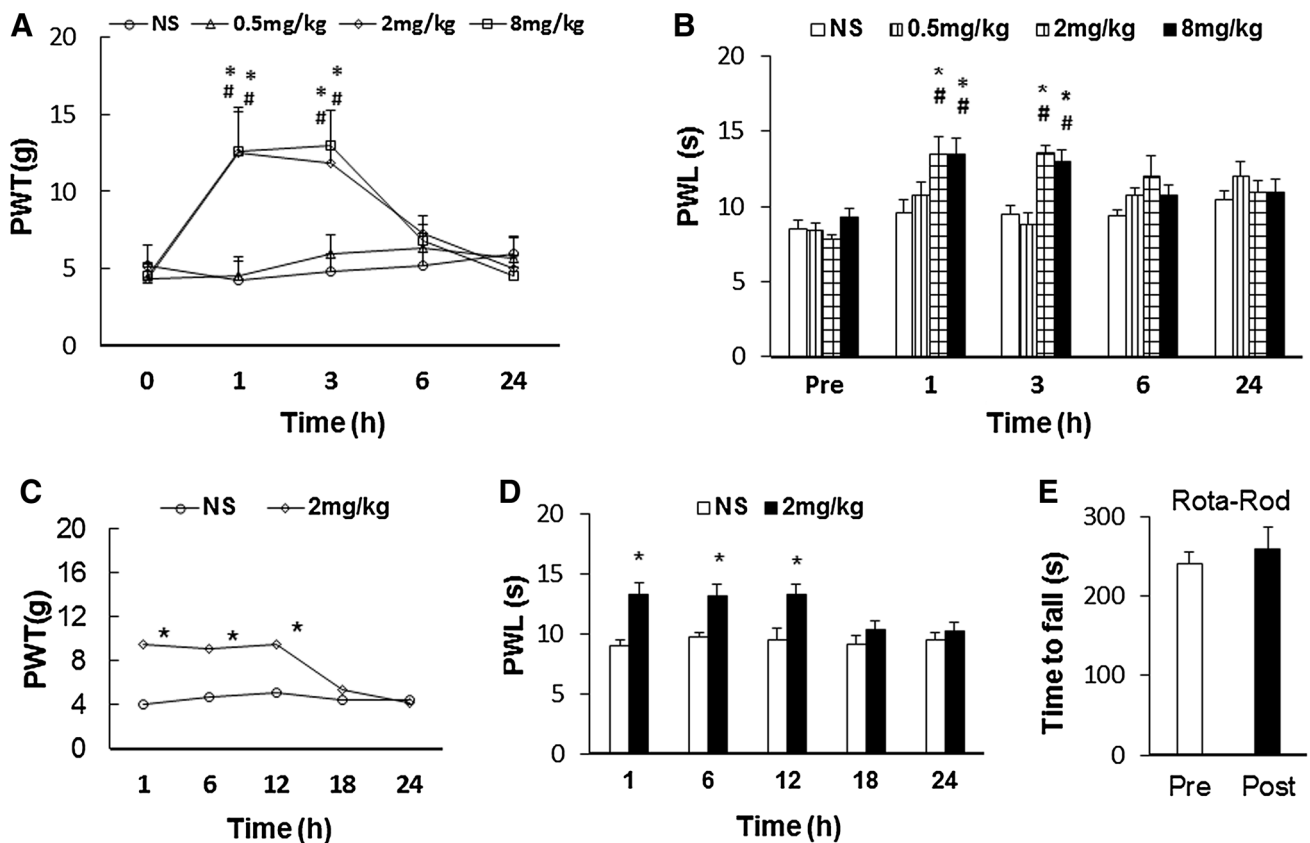 A
NS 0.5mg/kg 2mg/kg 8mg/kg
20
15
10
5
0
PWT(g)
* *
# #
*
* #
#
0 1 3 6 24
Time (h)
B
NS 0.5mg/kg 2mg/kg 8mg/kg
20
15
10
5
0
PWL (s)
* *
# #
* *
# #
Pre 1 3 6 24
Time (h)
C
NS 2mg/kg
20
16
12
8
4
0
PWT(g)
* * *
1 6 12 18 24
Time (h)
D
NS 2mg/kg
20
15
10
5
0
PWL (s)
* * *
1 6 12 18 24
Time (h)
E
Rota-Rod
300
200
100
0
Time to fall (s)
Pre Post